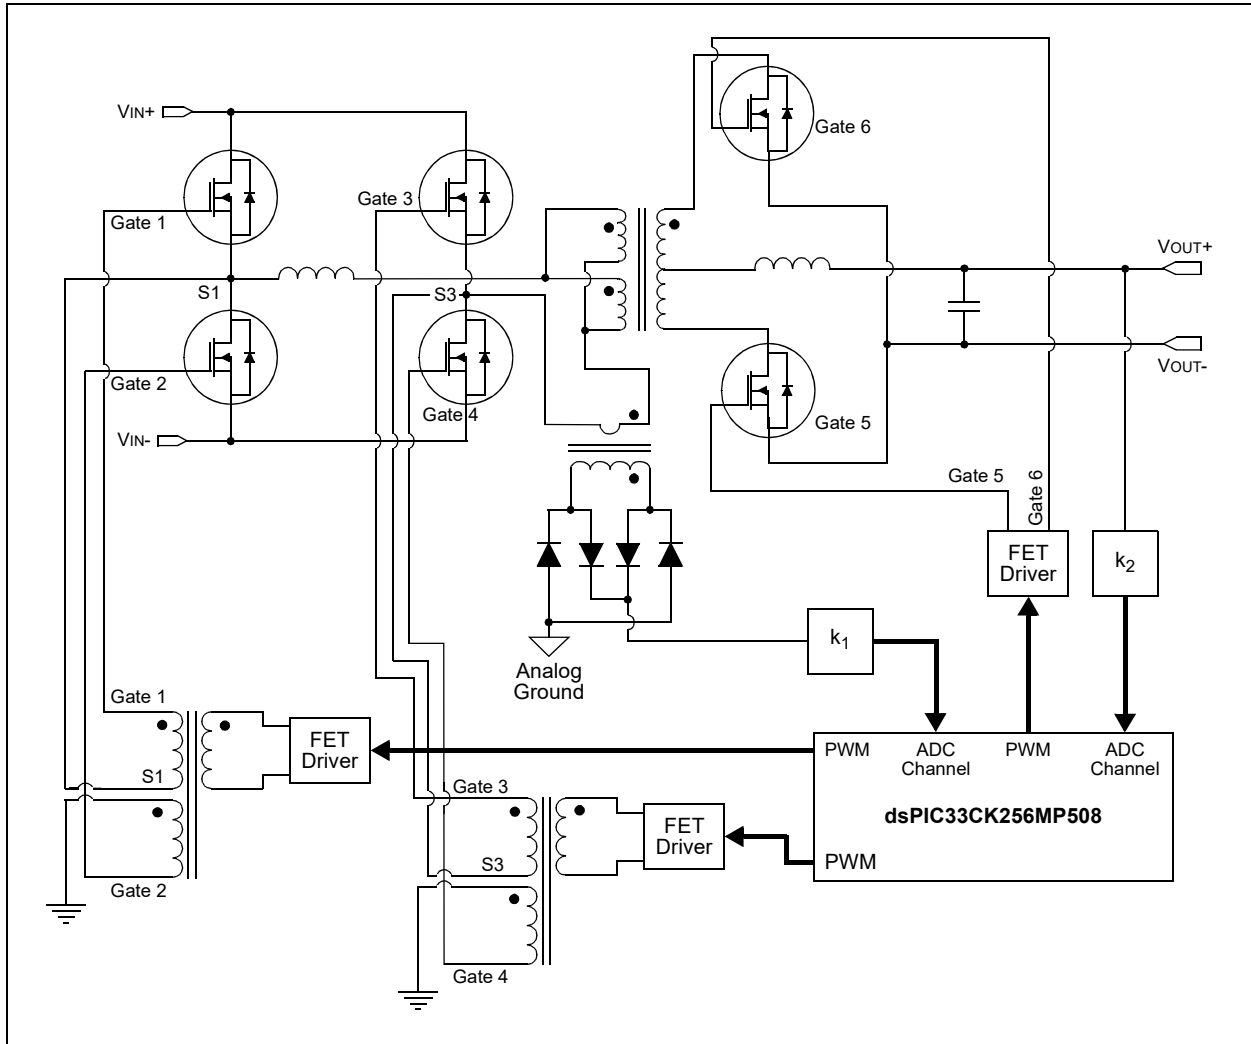 VIN+
Gate 1
Gate 3
Gate 6
VOUT+
S1
S3
Gate 2
Gate 4
VOUT-
Gate 5
VIN-
Gate 5
Gate 6
FET
Driver
k2
k1
Analog
Ground
Gate 1
FET
Driver
S1
Gate 2
PWM
ADC
Channel
PWM
ADC
Channel
Gate 3
FET
Driver
S3
Gate 4
dsPIC33CK256MP508
PWM